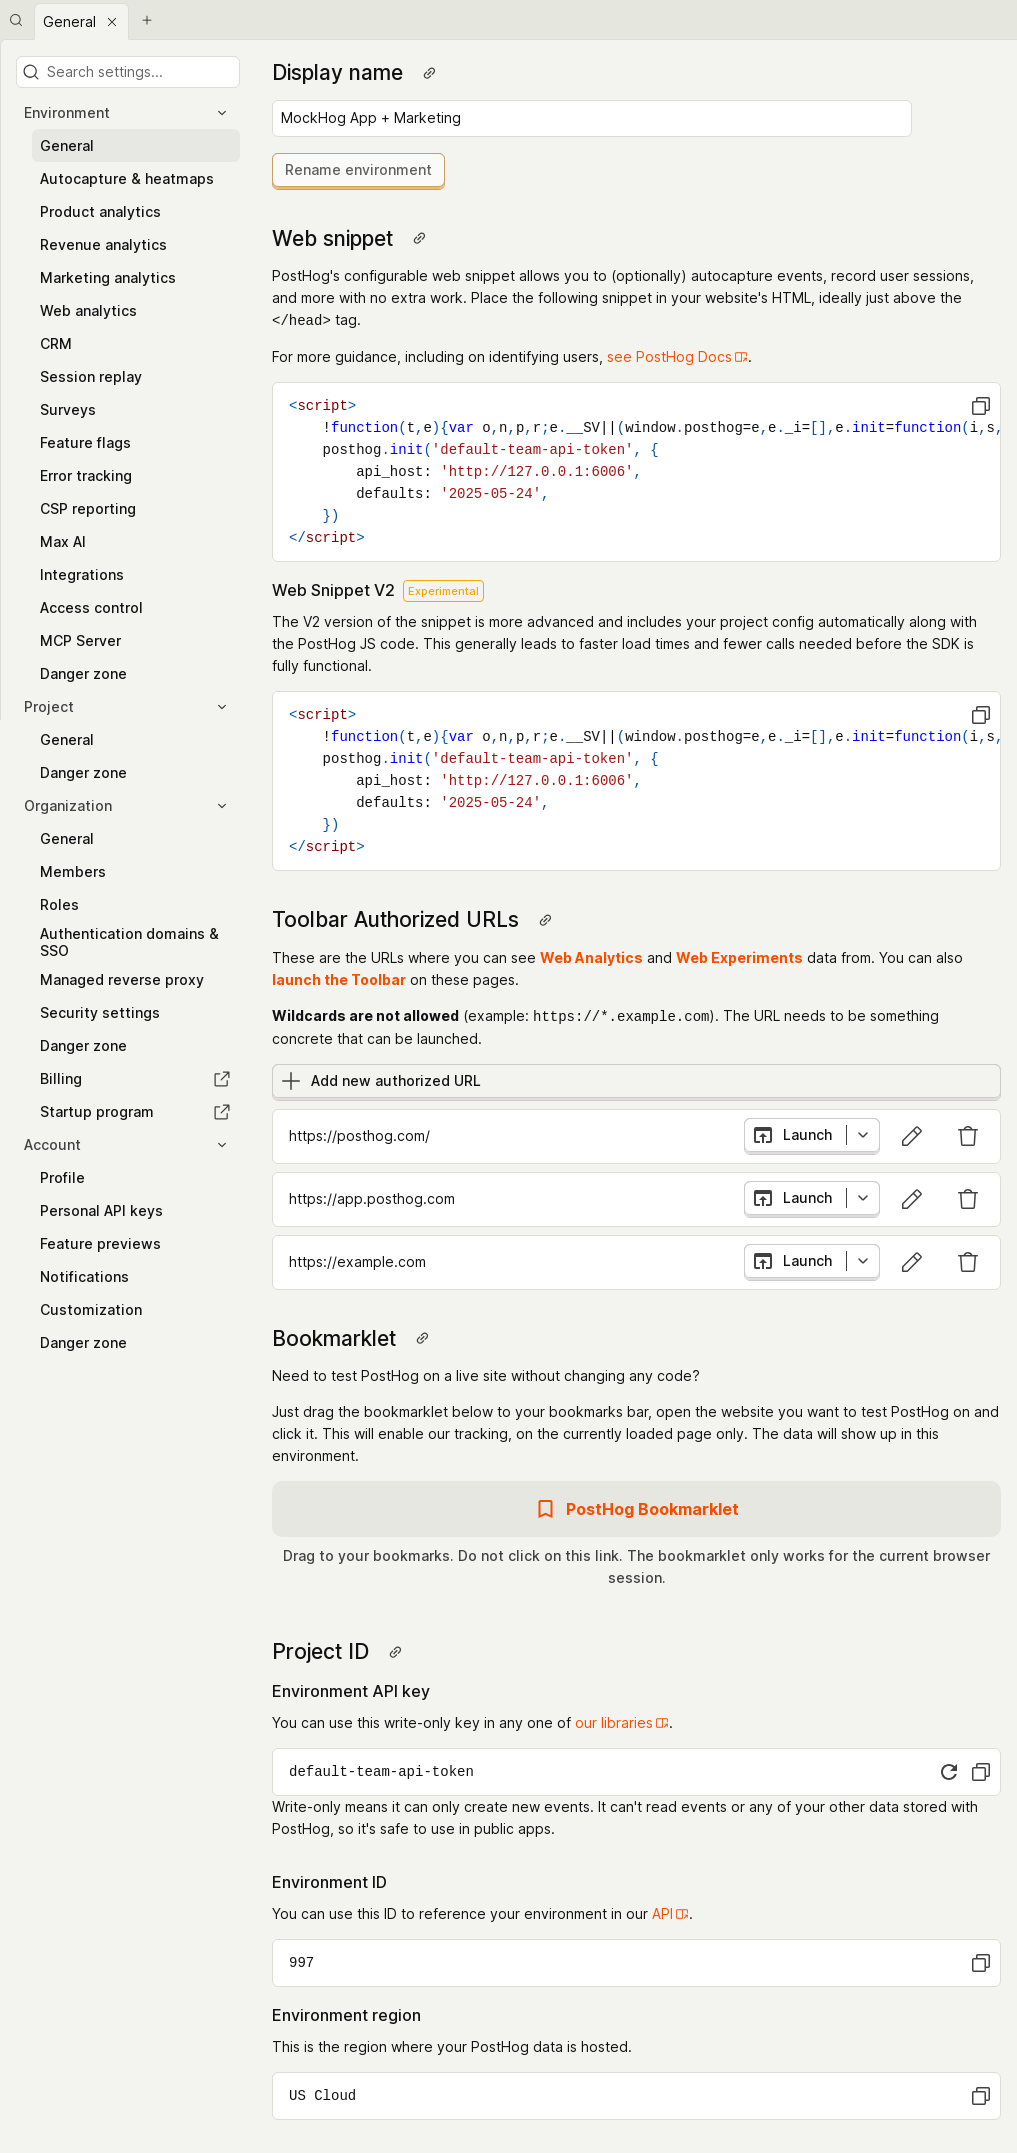 General
Search settings...
Environment
General
Autocapture & heatmaps
Product analytics
Revenue analytics
Marketing analytics
Web analytics
CRM
Session replay
Surveys
Feature flags
Error tracking
CSP reporting
Max AI
Integrations
Access control
MCP Server
Danger zone
Project
General
Danger zone
Organization
General
Members
Roles
Authentication domains &
SSO
Managed reverse proxy
Security settings
Danger zone
Billing
Startup program
Account
Profile
Personal API keys
Feature previews
Notifications
Customization
Danger zone
Display name
MockHog App + Marketing
Rename environment
Web snippet
PostHog's configurable web snippet allows you to (optionally) autocapture events, record user sessions,
and more with no extra work. Place the following snippet in your website's HTML, ideally just above the
</head> tag.
For more guidance, including on identifying users, see PostHog Docs.
<script>
!function(t,e){var o,n,p,r;e.__SV||(window.posthog=e,e._i=[],e.init=function(i,s,
posthog.init('default-team-api-token', {
api_host: 'http://127.0.0.1:6006',
defaults: '2025-05-24',
})
</script>
Web Snippet V2 Experimental
The V2 version of the snippet is more advanced and includes your project config automatically along with
the PostHog JS code. This generally leads to faster load times and fewer calls needed before the SDK is
fully functional.
<script>
!function(t,e){var o,n,p,r;e.__SV||(window.posthog=e,e._i=[],e.init=function(i,s,
posthog.init('default-team-api-token', {
api_host: 'http://127.0.0.1:6006',
defaults: '2025-05-24',
})
</script>
Toolbar Authorized URLs
These are the URLs where you can see Web Analytics and Web Experiments data from. You can also
launch the Toolbar on these pages.
Wildcards are not allowed (example: https://*.example.com). The URL needs to be something
concrete that can be launched.
Add new authorized URL
https://posthog.com/ Launch
https://app.posthog.com Launch
https://example.com Launch
Bookmarklet
Need to test PostHog on a live site without changing any code?
Just drag the bookmarklet below to your bookmarks bar, open the website you want to test PostHog on and
click it. This will enable our tracking, on the currently loaded page only. The data will show up in this
environment.
PostHog Bookmarklet
Drag to your bookmarks. Do not click on this link. The bookmarklet only works for the current browser
session.
Project ID
Environment API key
You can use this write-only key in any one of our libraries.
default-team-api-token
Write-only means it can only create new events. It can't read events or any of your other data stored with
PostHog, so it's safe to use in public apps.
Environment ID
You can use this ID to reference your environment in our API.
997
Environment region
This is the region where your PostHog data is hosted.
US Cloud